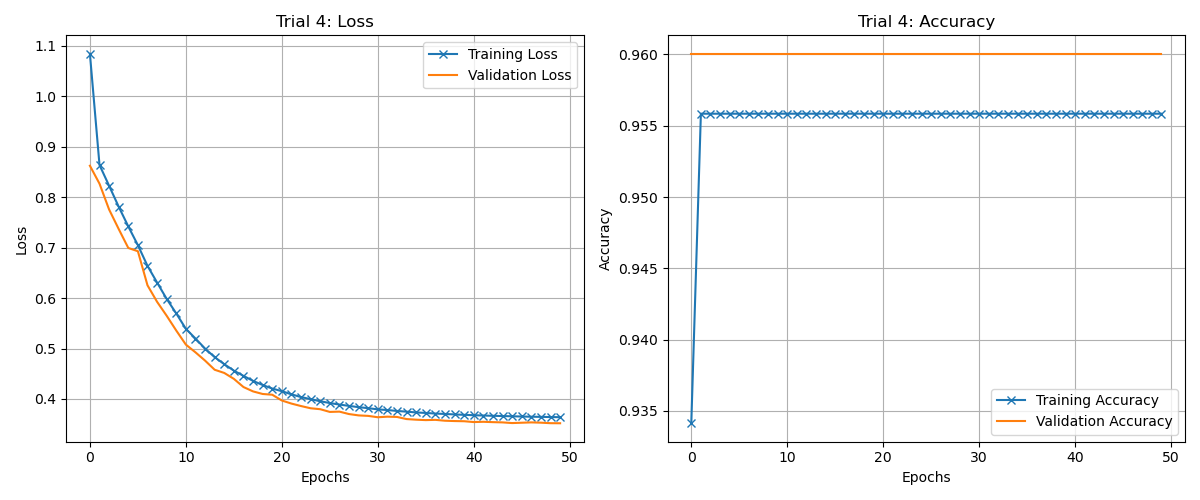 Trial 4: Loss
1.1
1.0
0.9
0.8
0.7
0.6
0.5
0.4
Loss
0 10 20 30 40 50
Epochs
Training Loss
Validation Loss
Trial 4: Accuracy
0.960
0.955
0.950
0.945
0.940
0.935
Accuracy
0 10 20 30 40 50
Epochs
Training Accuracy
Validation Accuracy